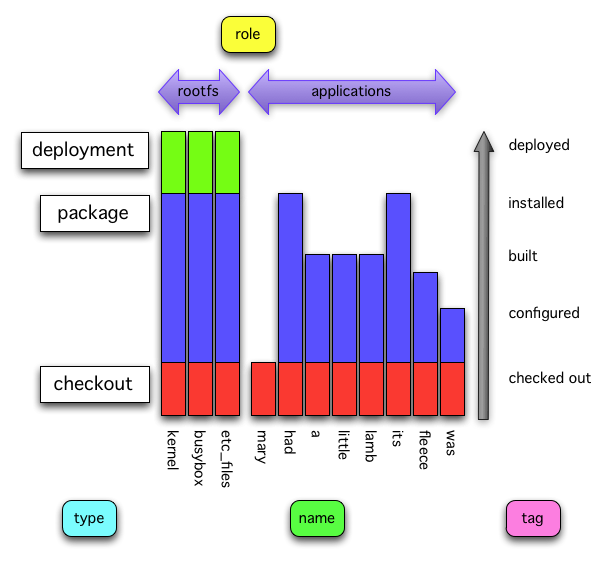 role
rootfs
applications
deployment
deployed
package
installed
built
configured
checkout
checked out
kernel
busybox
etc_files
mary
had
a
little
lamb
its
fleece
was
type
name
tag